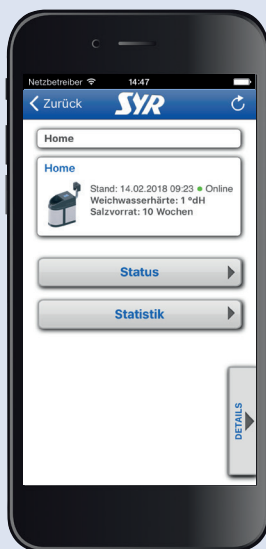 Netzbetreiber 14:47
Zurück SYR
Home
Home
Stand: 14.02.2018 09:23 • Online
Weichwasserhärte: 1 °dH
Salzvorrat: 10 Wochen
Status
Statistik
DETAILS